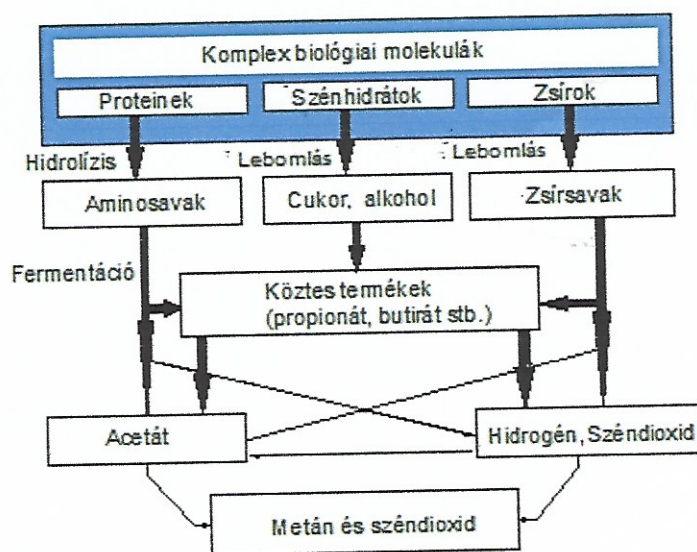 Komplex biológiai molekulák
Proteinek
Szénhidrátok
Zsírok
Hidrolízis
Lebomlás
Lebomlás
Aminosavak
Cukor, alkohol
Zsírsavak
Fermentáció
Köztes termékek
(propionát, butirát stb.)
Acetát
Hidrogén, Széndioxid
Metán és széndioxid